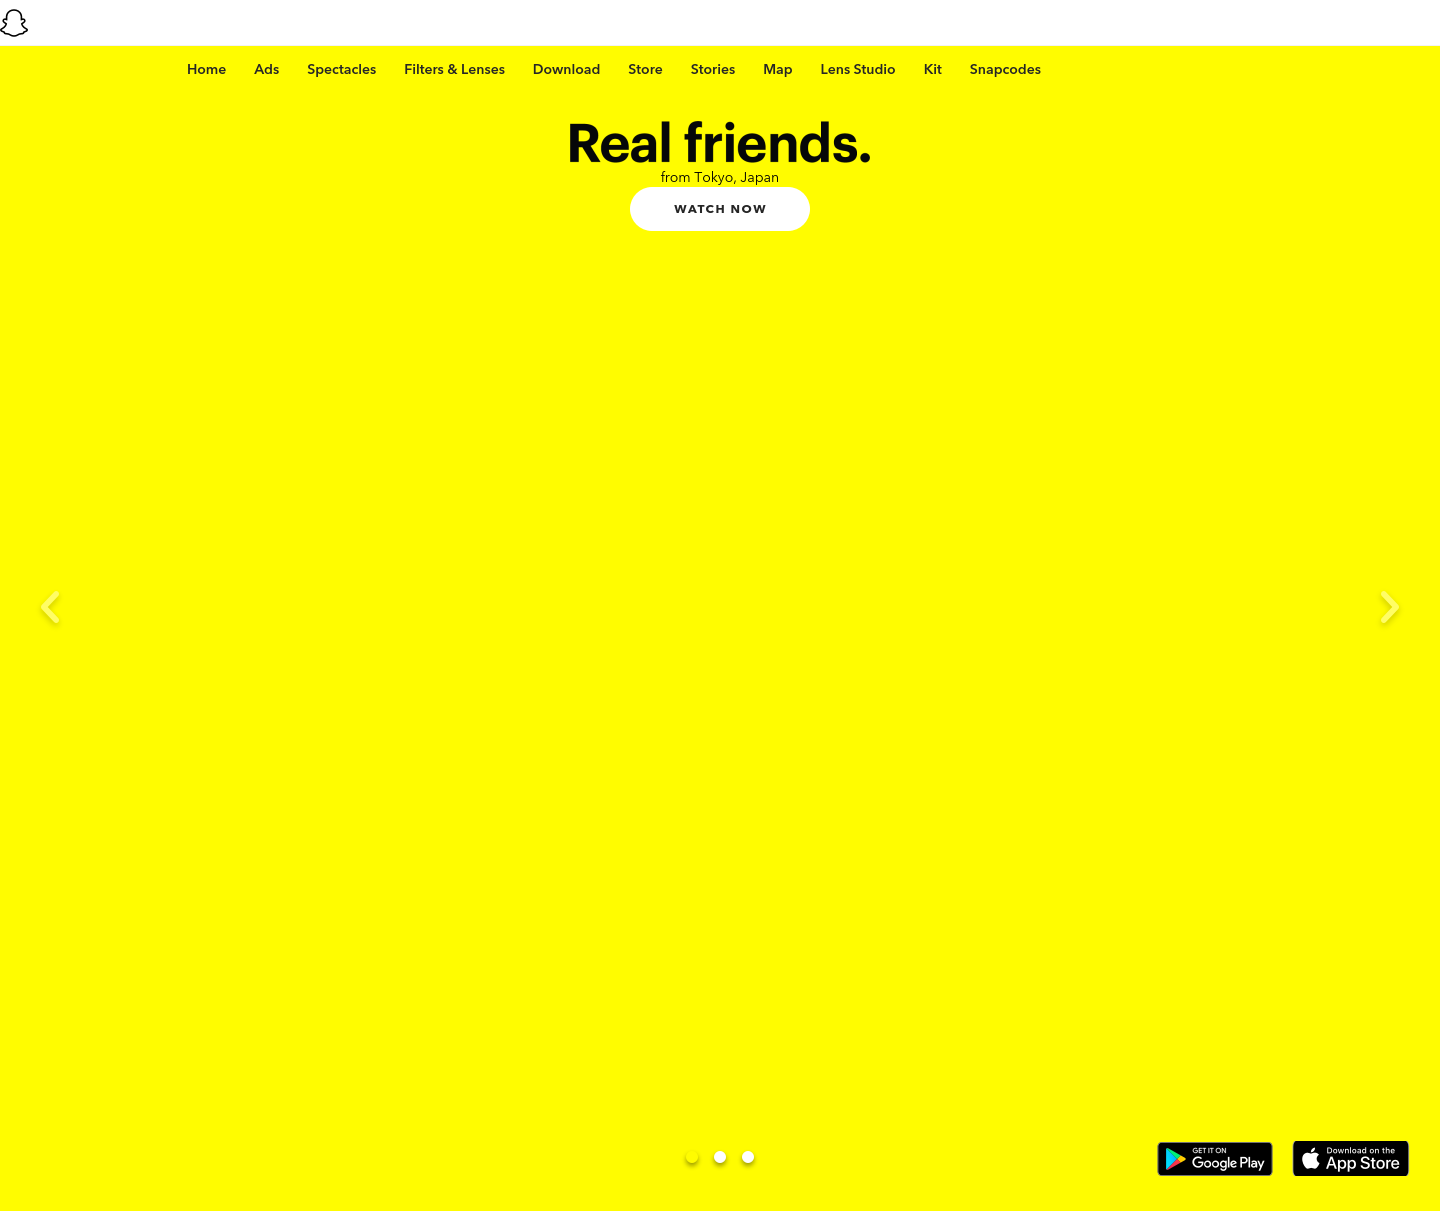 Home Ads Spectacles Filters & Lenses Download Store Stories Map Lens Studio Kit Snapcodes
Real friends.
from Tokyo, Japan
WATCH NOW
GET IT ON
Google Play
Download on the
App Store